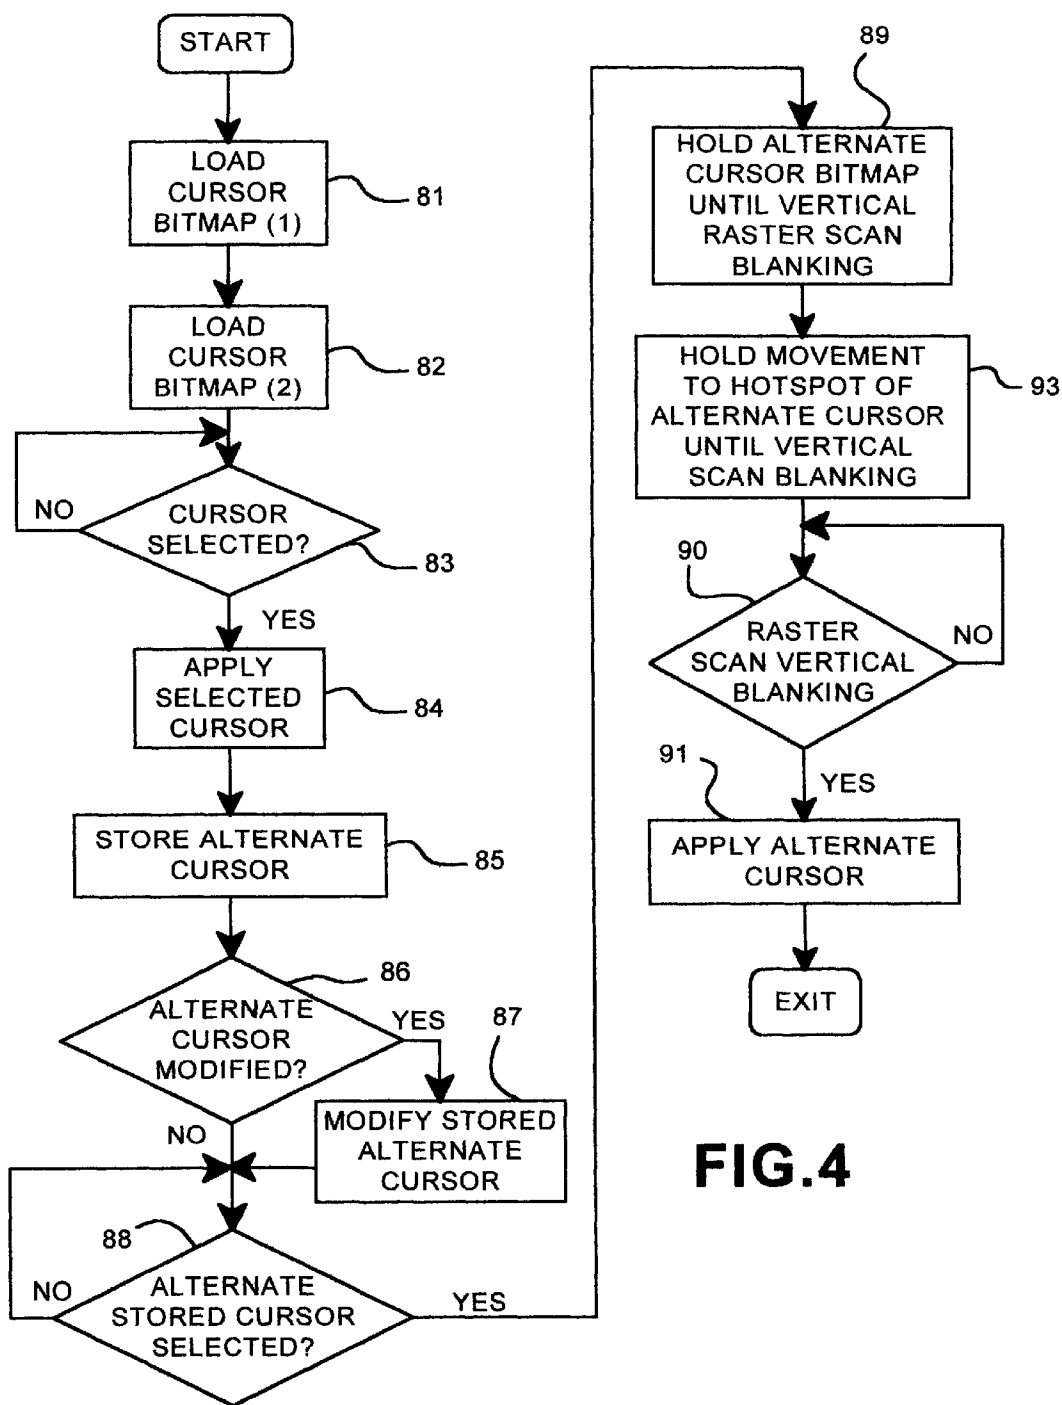 START
LOAD
CURSOR
BITMAP (1)
81
LOAD
CURSOR
BITMAP (2)
82
NO
CURSOR
SELECTED?
83
YES
APPLY
SELECTED
CURSOR
84
STORE ALTERNATE
CURSOR
85
86
ALTERNATE
CURSOR
MODIFIED?
YES
87
NO
MODIFY STORED
ALTERNATE
CURSOR
88
NO
ALTERNATE
STORED CURSOR
SELECTED?
YES
89
HOLD ALTERNATE
CURSOR BITMAP
UNTIL VERTICAL
RASTER SCAN
BLANKING
HOLD MOVEMENT
TO HOTSPOT OF
ALTERNATE CURSOR
UNTIL VERTICAL
SCAN BLANKING
93
90
RASTER
SCAN VERTICAL
BLANKING
NO
91
YES
APPLY ALTERNATE
CURSOR
EXIT
FIG.4